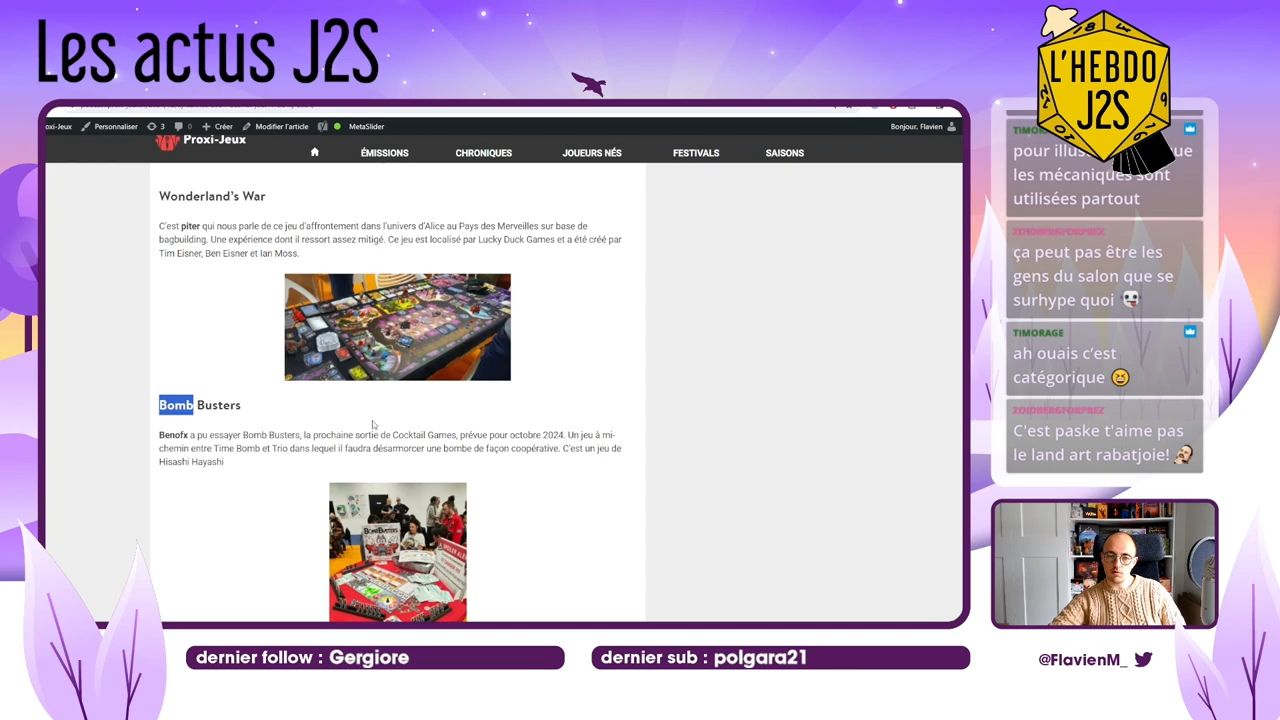 Les actus J2S
L'HEBDO
J2S
oxi-Jeux Personnaliser 3 0 Créer Modifier l'article MetaSlider Bonjour, Flavien
Proxi-Jeux
ÉMISSIONS CHRONIQUES JOUEURS NÉS FESTIVALS SAISONS
Wonderland's War
C'est piter qui nous parle de ce jeu d'affrontement dans l'univers d'Alice au Pays des Merveilles sur base de
bagbuilding. Une expérience dont il ressort assez mitigé. Ce jeu est localisé par Lucky Duck Games et a été créé par
Tim Eisner, Ben Eisner et Ian Moss.
Bomb Busters
Benofx a pu essayer Bomb Busters, la prochaine sortie de Cocktail Games, prévue pour octobre 2024. Un jeu à mi-
chemin entre Time Bomb et Trio dans lequel il faudra désarmorcer une bombe de façon coopérative. C'est un jeu de
Hisashi Hayashi
BOMB BUSTERS
pour illus
les mécaniques sont
utilisées partout
ZOIDBERGFORPREZ
ça peut pas être les
gens du salon que se
surhype quoi
TIMORAGE
ah ouais c'est
catégorique
ZOIDBERGFORPREZ
C'est paske t'aime pas
le land art rabatjoie!
dernier follow : Gergiore
dernier sub : polgara21
@FlavienM_